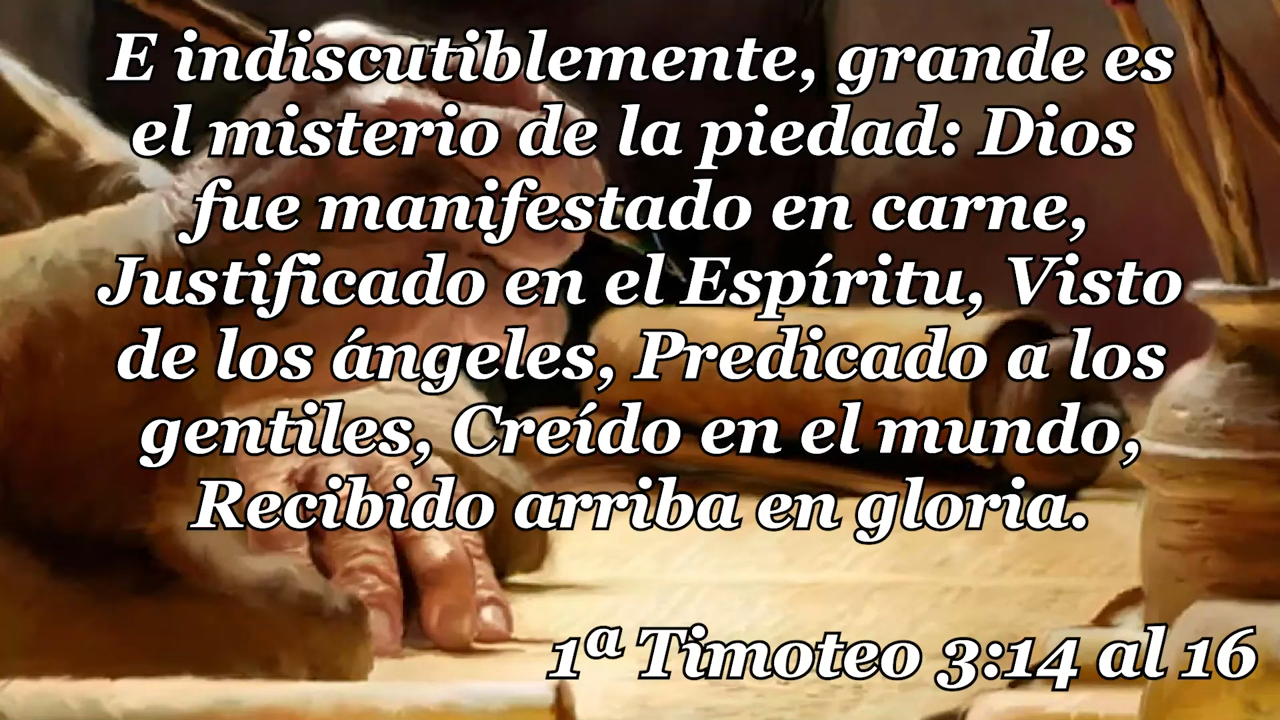 E indiscutiblemente, grande es
el misterio de la piedad: Dios
fue manifestado en carne,
Justificado en el Espíritu, Visto
de los ángeles, Predicado a los
gentiles, Creído en el mundo,
Recibido arriba en gloria.
1ª Timoteo 3:14 al 16